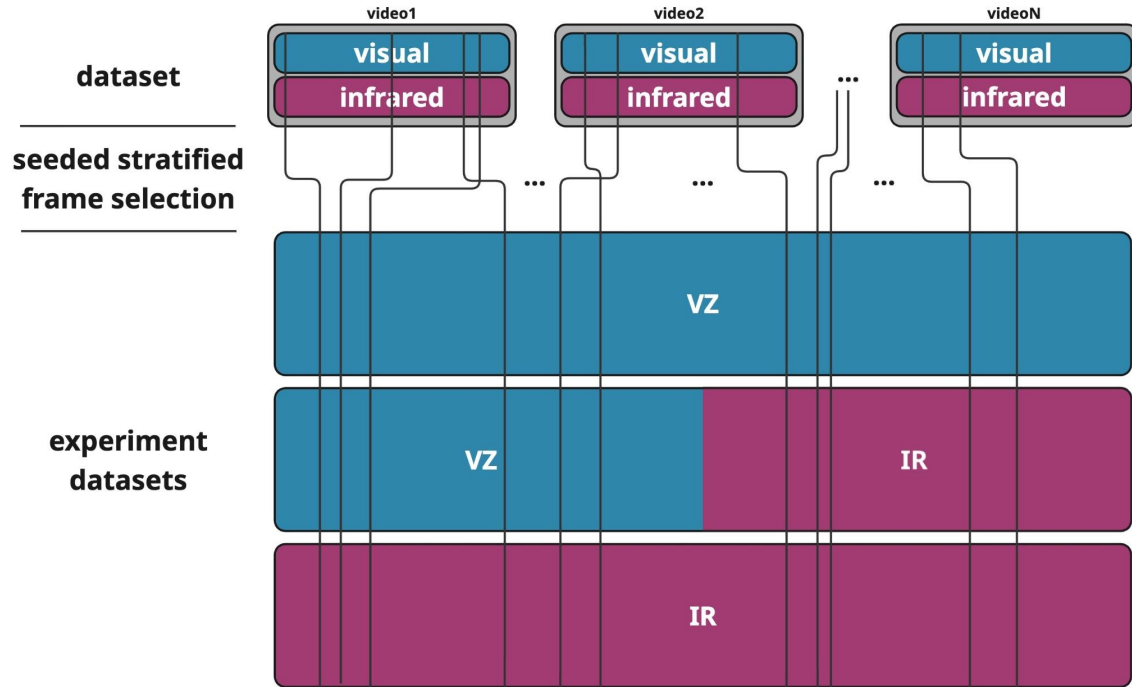 video1
video2
videoN
dataset
visual
visual
visual
...
infrared
infrared
infrared
seeded stratified
frame selection
...
...
...
VZ
experiment
datasets
VZ
IR
IR